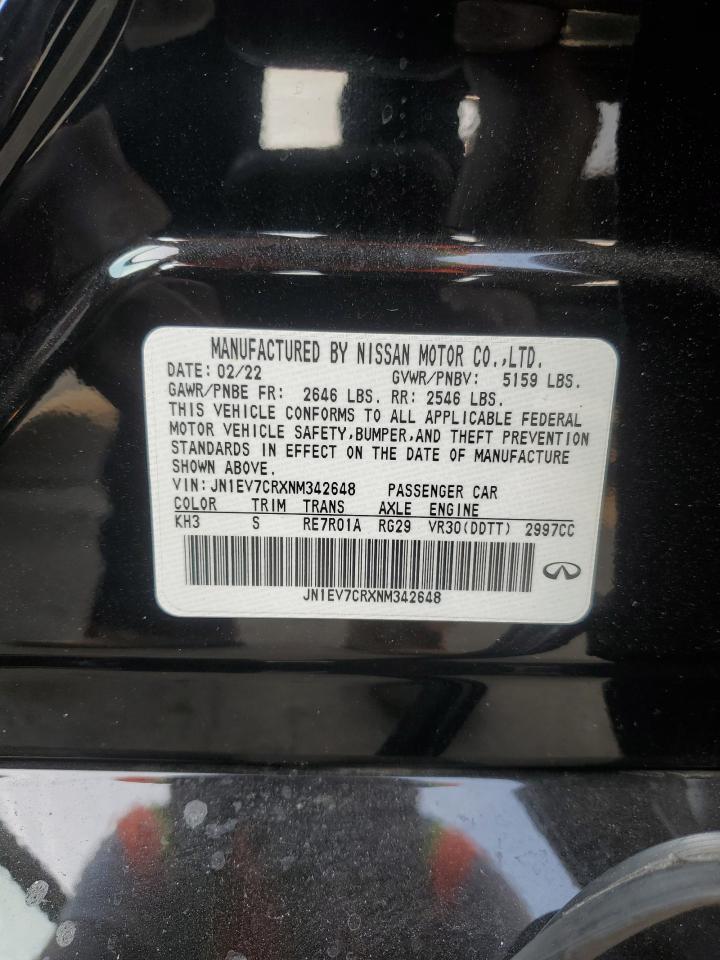 MANUFACTURED BY NISSAN MOTOR CO.,LTD.
DATE: 02/22 GVWR/PNBV: 5159 LBS.
GAWR/PNBE FR: 2646 LBS. RR: 2546 LBS.
THIS VEHICLE CONFORMS TO ALL APPLICABLE FEDERAL
MOTOR VEHICLE SAFETY,BUMPER,AND THEFT PREVENTION
STANDARDS IN EFFECT ON THE DATE OF MANUFACTURE
SHOWN ABOVE.
VIN:JN1EV7CRXNM342648 PASSENGER CAR
COLOR TRIM TRANS AXLE ENGINE
KH3 S RE7R01A RG29 VR30(DDTT) 2997CC
JN1EV7CRXNM342648